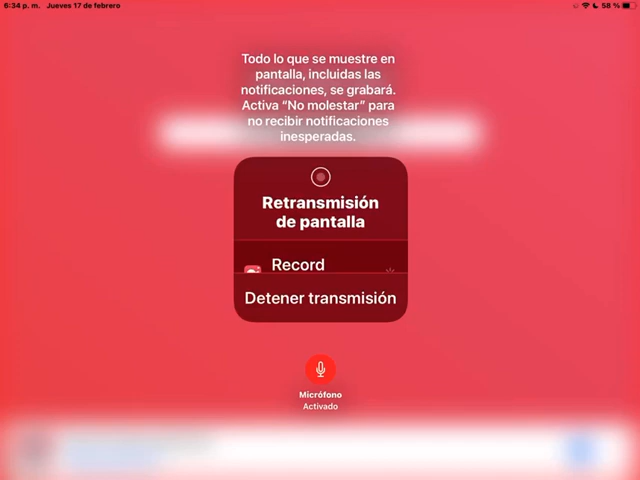 6:34 p. m. Jueves 17 de febrero
58 %
Todo lo que se muestre en
pantalla, incluidas las
notificaciones, se grabará.
Activa “No molestar” para
no recibir notificaciones
inesperadas.
Retransmisión
de pantalla
Record
Detener transmisión
Micrófono
Activado